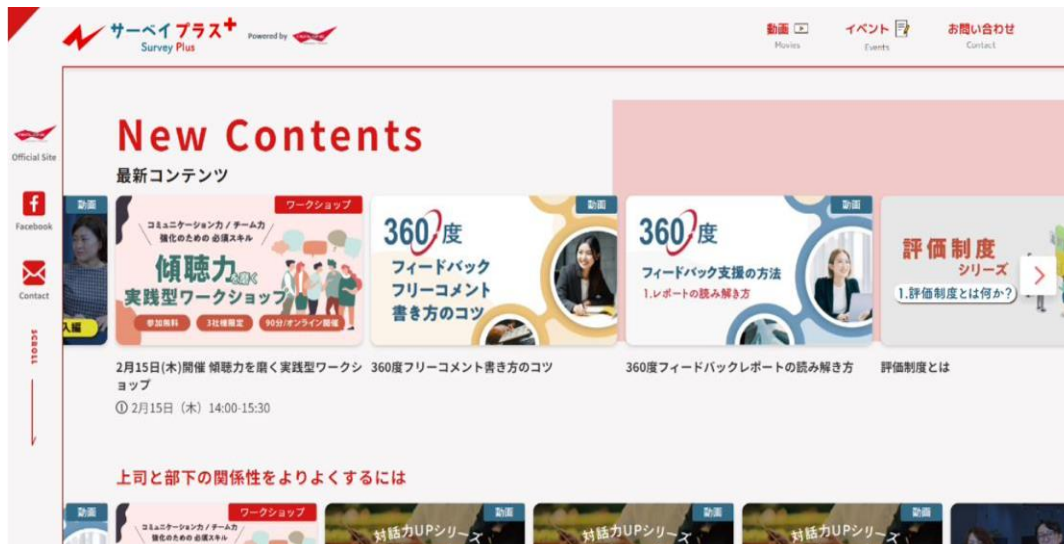 サーベイプラス+
Survey Plus
Powered by
動画
Movies
イベント
Events
お問い合わせ
Contact
Official Site
Facebook
Contact
SCROLL
New Contents
最新コンテンツ
動画
入編
ワークショップ
コミュニケーション力 / チーム力
強化のための 必須スキル
傾聴力を磨く
実践型ワークショップ
参加無料
3社様限定
90分/オンライン開催
2月15日(木)開催 傾聴力を磨く実践型ワークシ
ョップ
2月15日（木）14:00-15:30
動画
360度
フィードバック
フリーコメント
書き方のコツ
360度フリーコメント書き方のコツ
動画
360度
フィードバック支援の方法
1.レポートの読み解き方
360度フィードバックレポートの読み解き方
評価制度
シリーズ
1.評価制度とは何か?
評価制度とは
上司と部下の関係性をよりよくするには
動画
ワークショップ
コミュニケーション力 / チーム力
強化のための 必須スキル
動画
対話力UPシリーズ
動画
対話力UPシリーズ
動画
対話力UPシリーズ